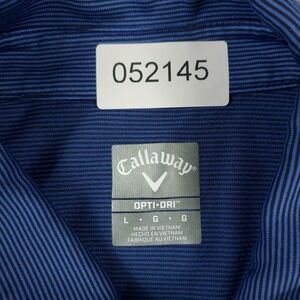 052145
Callaway
OPTI-DRI™
L · G · G
MADE IN VIETNAM
HECHO EN VIETNAM
FABRIQUÉ AU VIETNAM